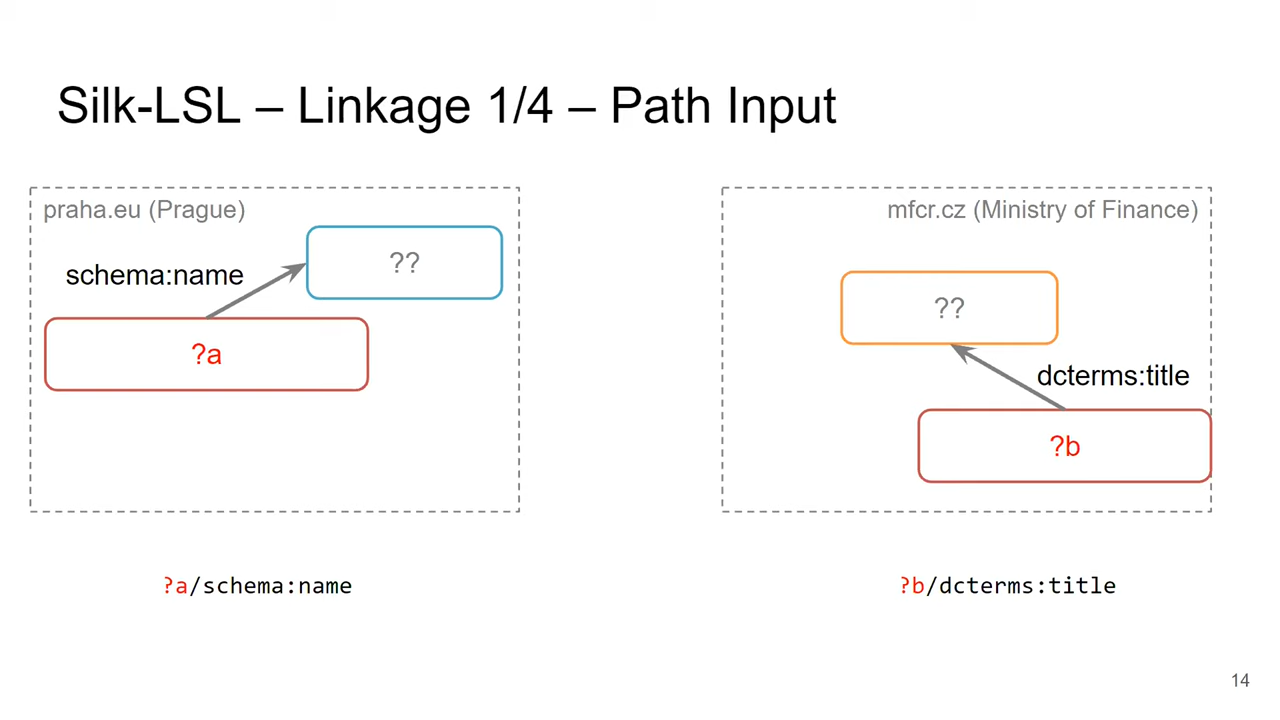 Silk-LSL – Linkage 1/4 – Path Input
praha.eu (Prague)
schema:name
??
?a
?a/schema:name
mfcr.cz (Ministry of Finance)
??
dcterms:title
?b
?b/dcterms:title
14